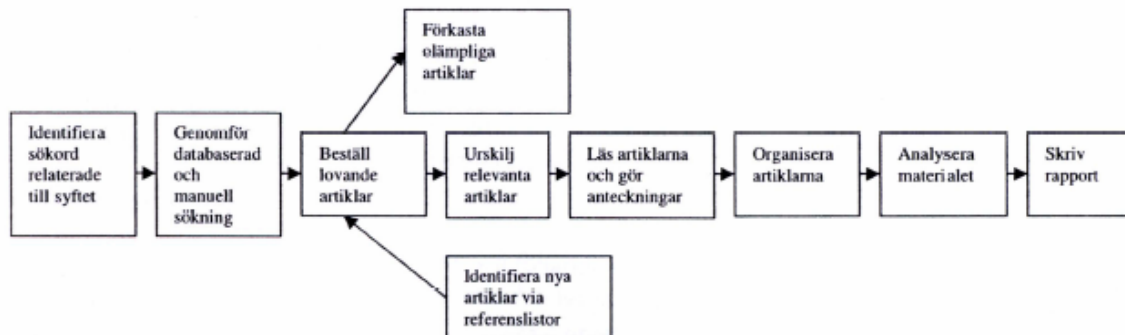 Förkasta
olämpliga
artiklar
Identifiera
sökord
relaterade
till syftet
Genomför
databaserad
och
manuell
sökning
Beställ
lovande
artiklar
Urskilj
relevanta
artiklar
Läs artiklarna
och gör
anteckningar
Organisera
artiklarna
Analysera
materialet
Skriv
rapport
Identifiera nya
artiklar via
referenslistor